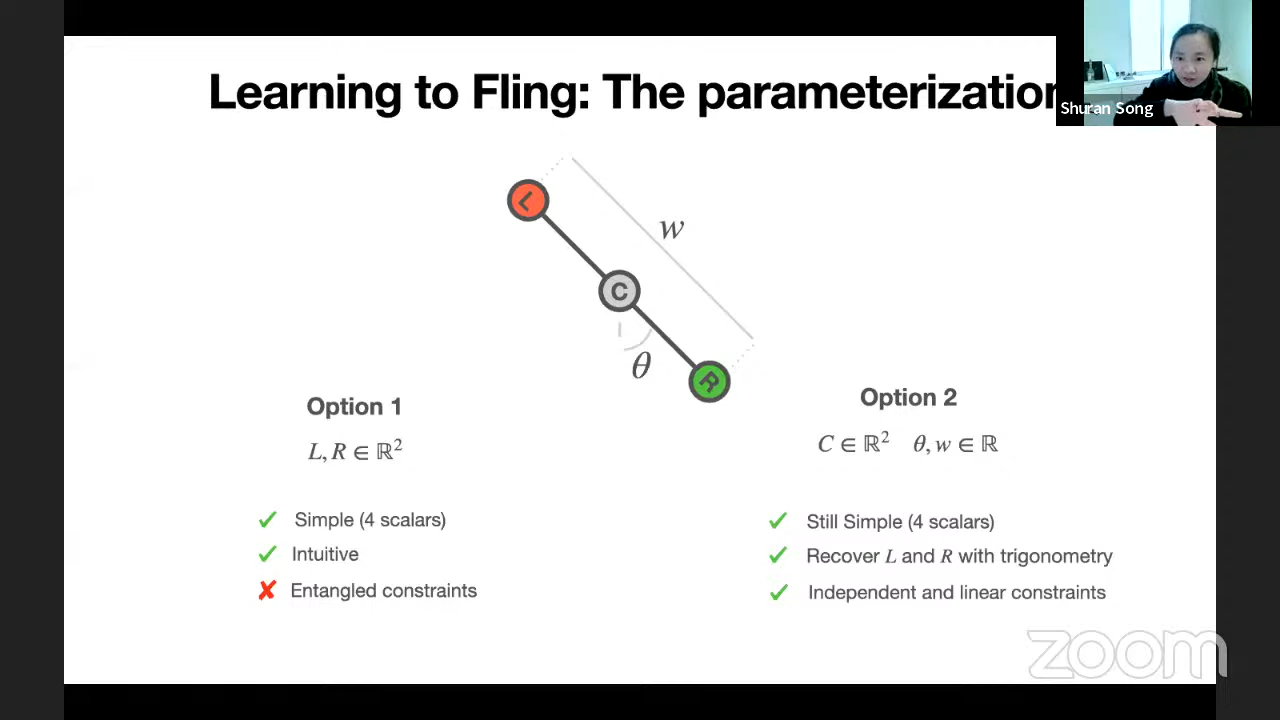 Learning to Fling: The parameterization
Shuran Song
L
w
C
θ
R
Option 1
L, R ∈ ℝ²
✓ Simple (4 scalars)
✓ Intuitive
✗ Entangled constraints
Option 2
C ∈ ℝ² θ, w ∈ ℝ
✓ Still Simple (4 scalars)
✓ Recover L and R with trigonometry
✓ Independent and linear constraints
zoom